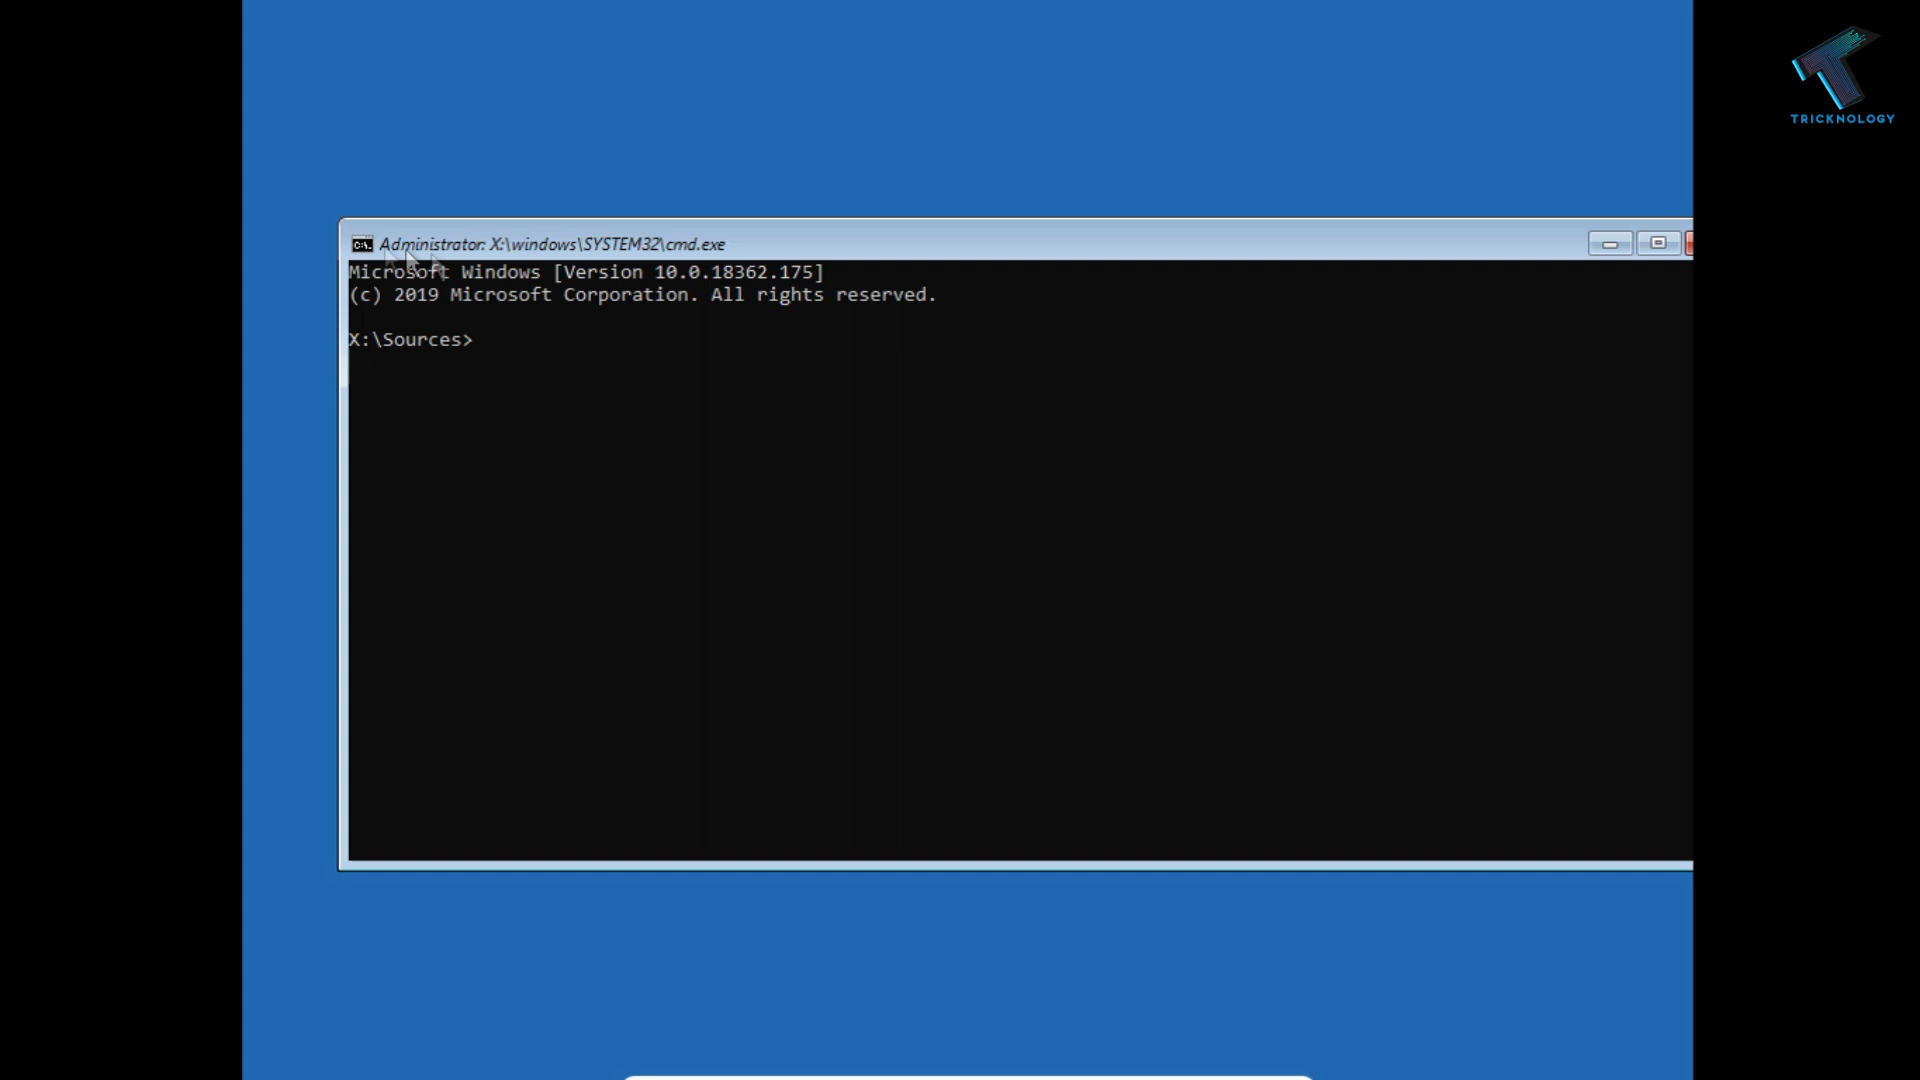 TRICKNOLOGY
Administrator: X:\windows\SYSTEM32\cmd.exe
Microsoft Windows [Version 10.0.18362.175]
(c) 2019 Microsoft Corporation. All rights reserved.
X:\Sources>